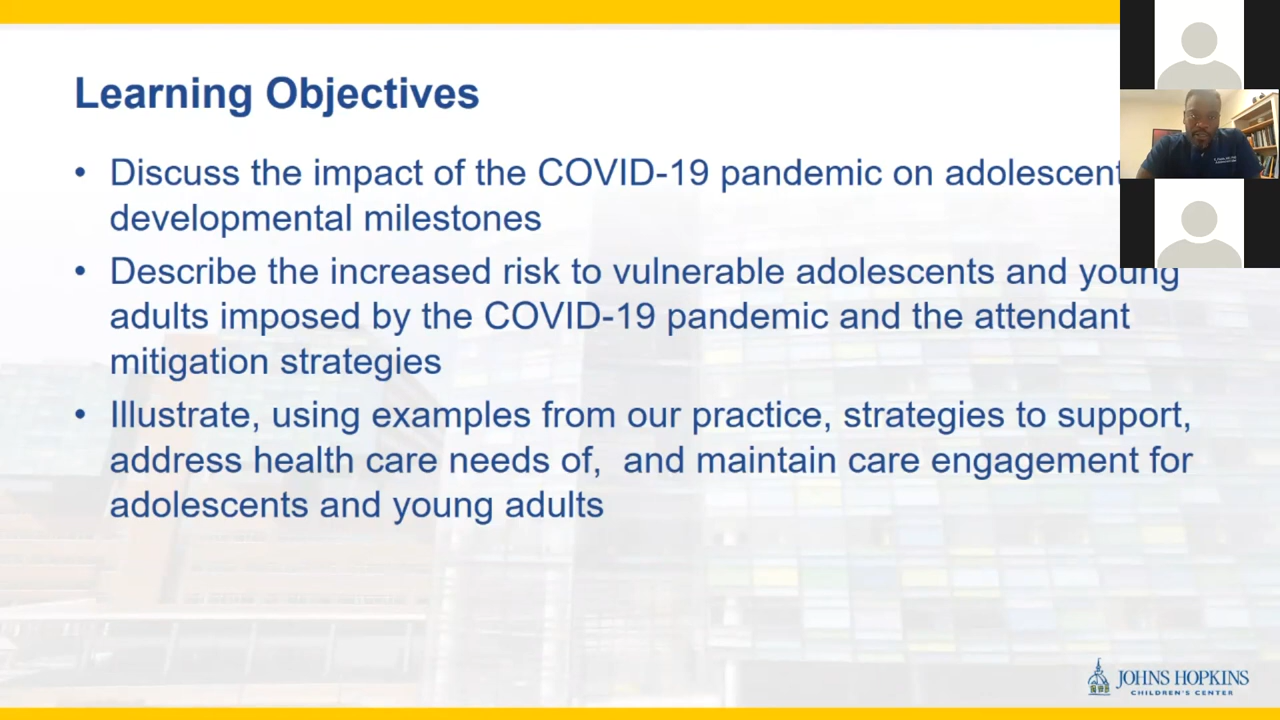 Learning Objectives
• Discuss the impact of the COVID-19 pandemic on adolescent
developmental milestones
• Describe the increased risk to vulnerable adolescents and young
adults imposed by the COVID-19 pandemic and the attendant
mitigation strategies
• Illustrate, using examples from our practice, strategies to support,
address health care needs of, and maintain care engagement for
adolescents and young adults
JOHNS HOPKINS
CHILDREN'S CENTER